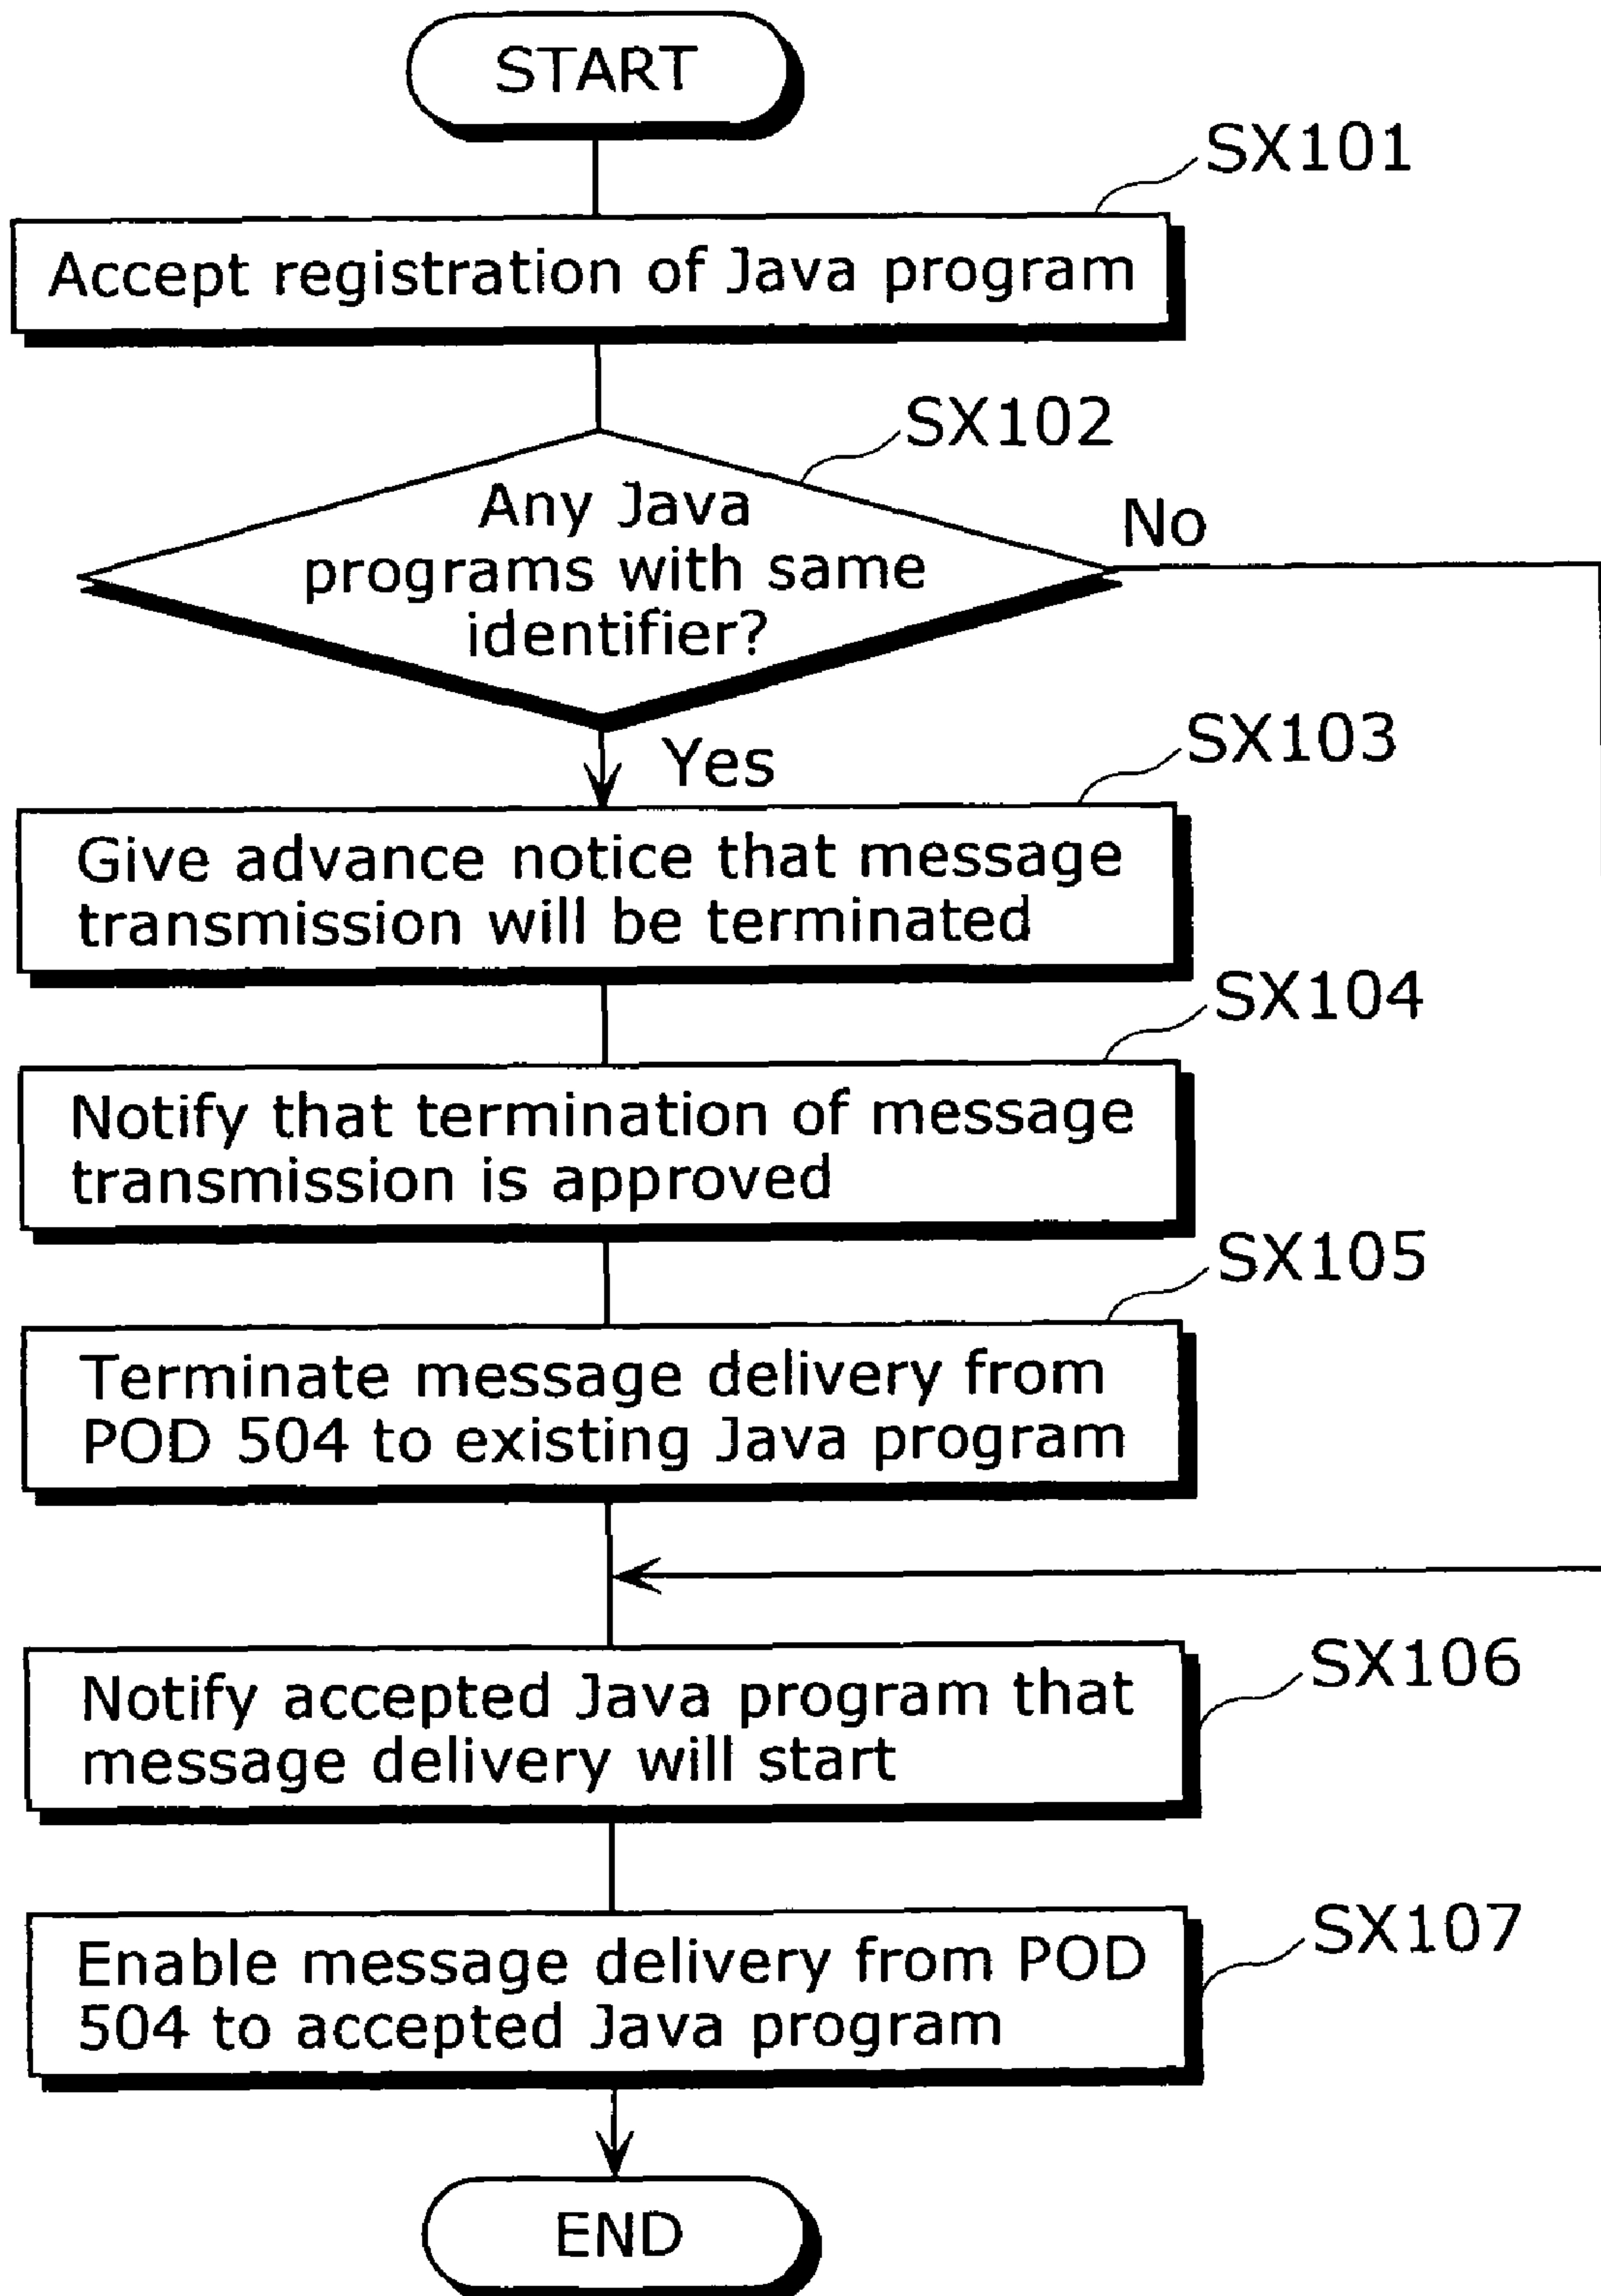 START
SX101
Accept registration of Java program
SX102
Any Java
programs with same
identifier?
No
Yes
SX103
Give advance notice that message
transmission will be terminated
SX104
Notify that termination of message
transmission is approved
SX105
Terminate message delivery from
POD 504 to existing Java program
SX106
Notify accepted Java program that
message delivery will start
SX107
Enable message delivery from POD
504 to accepted Java program
END